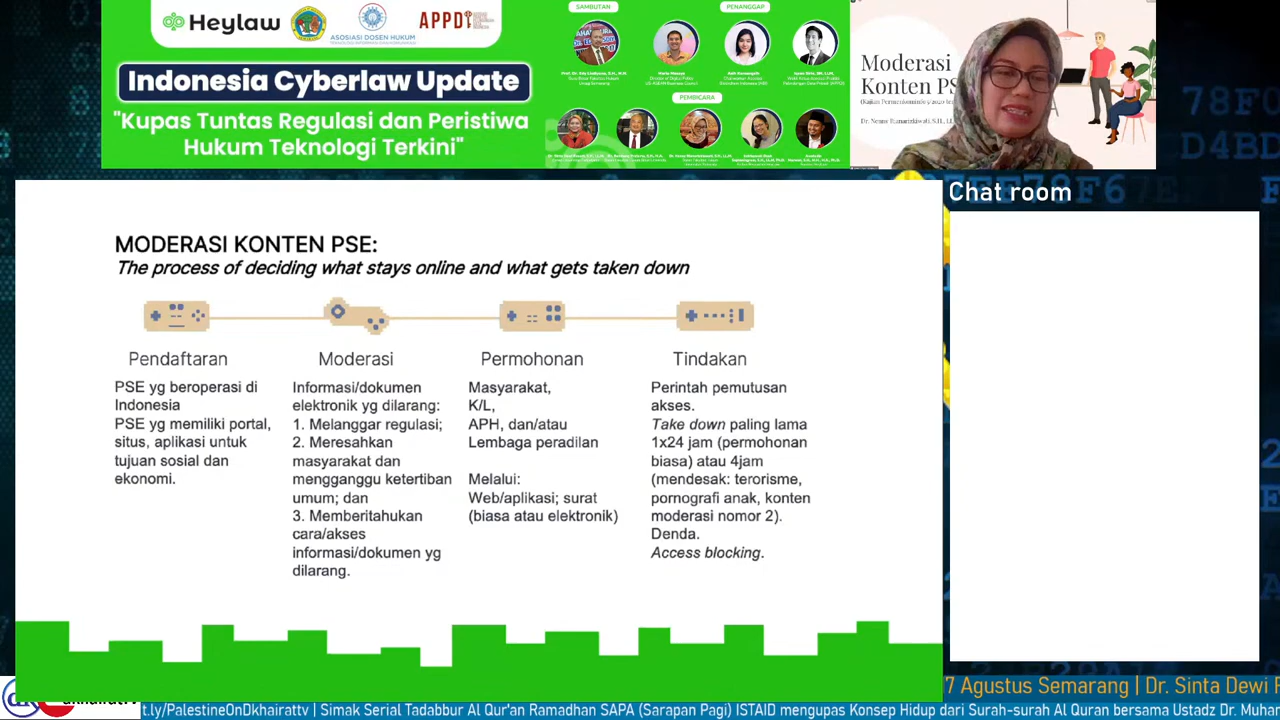 Heylaw
ASOSIASI DOSEN HUKUM
APPDI
Indonesia Cyberlaw Update
"Kupas Tuntas Regulasi dan Peristiwa
Hukum Teknologi Terkini"
SAMBUTAN
PENANGGAP
PEMBICARA
Moderasi
Konten PS
Chat room
MODERASI KONTEN PSE:
The process of deciding what stays online and what gets taken down
Pendaftaran
PSE yg beroperasi di
Indonesia
PSE yg memiliki portal,
situs, aplikasi untuk
tujuan sosial dan
ekonomi.
Moderasi
Informasi/dokumen
elektronik yg dilarang:
1. Melanggar regulasi;
2. Meresahkan
masyarakat dan
mengganggu ketertiban
umum; dan
3. Memberitahukan
cara/akses
informasi/dokumen yg
dilarang.
Permohonan
Masyarakat,
K/L,
APH, dan/atau
Lembaga peradilan
Melalui:
Web/aplikasi; surat
(biasa atau elektronik)
Tindakan
Perintah pemutusan
akses.
Take down paling lama
1x24 jam (permohonan
biasa) atau 4jam
(mendesak: terorisme,
pornografi anak, konten
moderasi nomor 2).
Denda.
Access blocking.
7 Agustus Semarang | Dr. Sinta Dewi
t.ly/PalestineOnDkhairattv | Simak Serial Tadabbur Al Qur'an Ramadhan SAPA (Sarapan Pagi) ISTAID mengupas Konsep Hidup dari Surah-surah Al Quran bersama Ustadz Dr. Muha